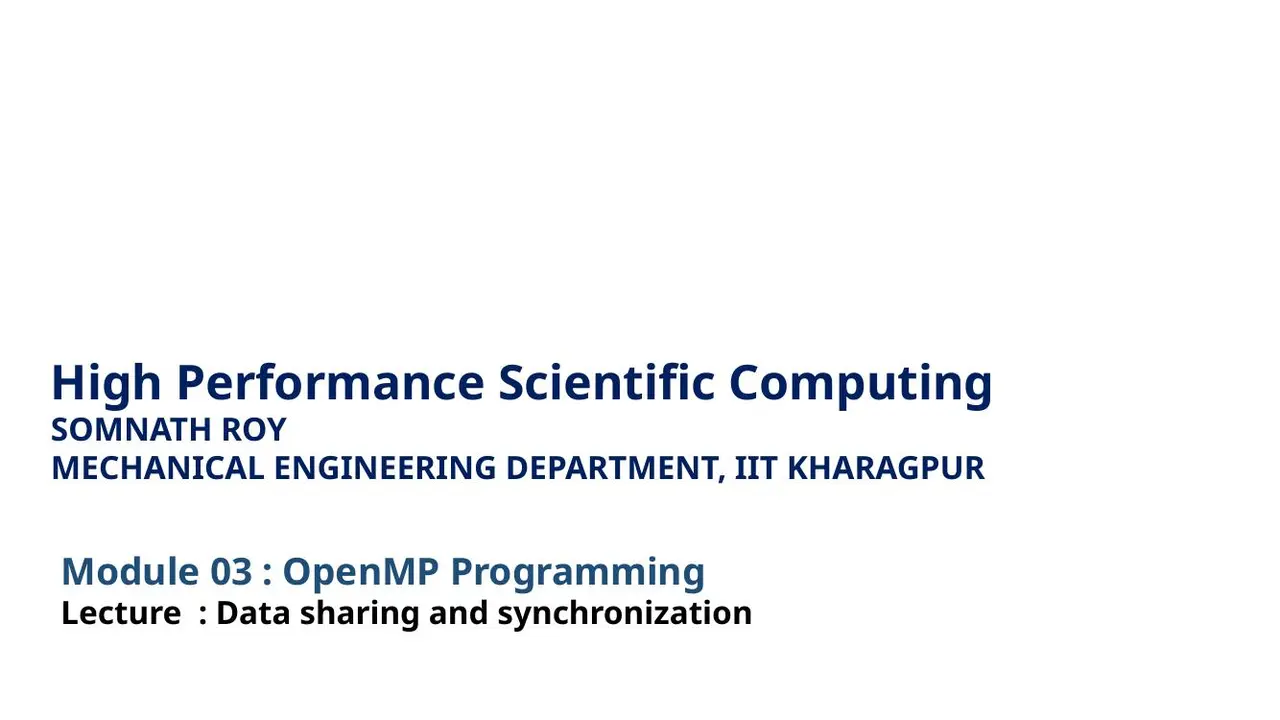 High Performance Scientific Computing
SOMNATH ROY
MECHANICAL ENGINEERING DEPARTMENT, IIT KHARAGPUR
Module 03 : OpenMP Programming
Lecture  : Data sharing and synchronization